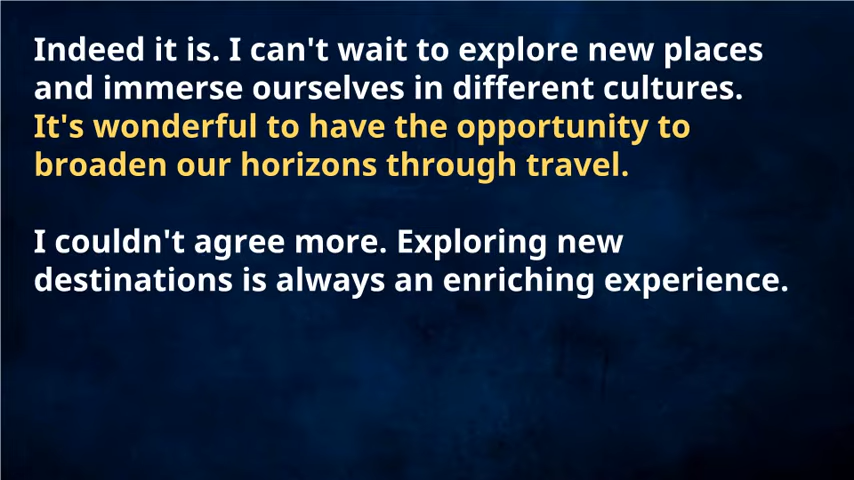 Indeed it is. I can't wait to explore new places
and immerse ourselves in different cultures.
It's wonderful to have the opportunity to
broaden our horizons through travel.
I couldn't agree more. Exploring new
destinations is always an enriching experience.